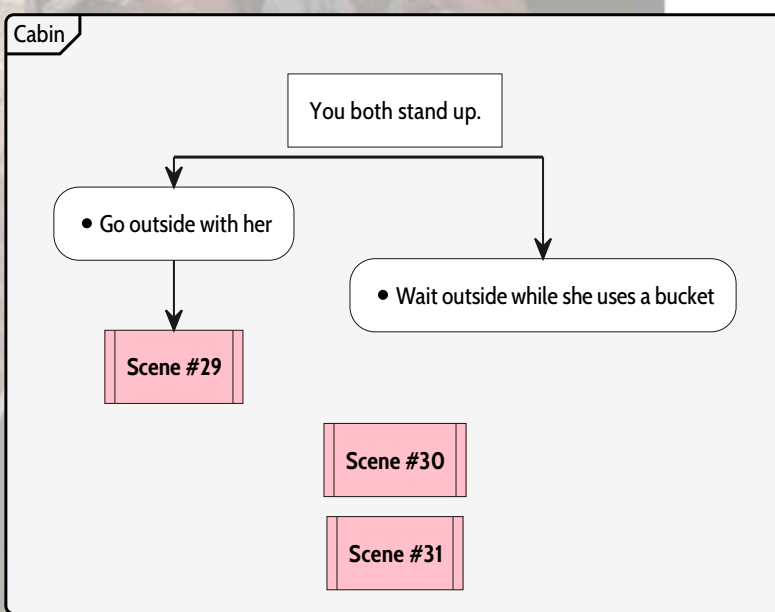 Cabin
You both stand up.
• Go outside with her
• Wait outside while she uses a bucket
Scene #29
Scene #30
Scene #31